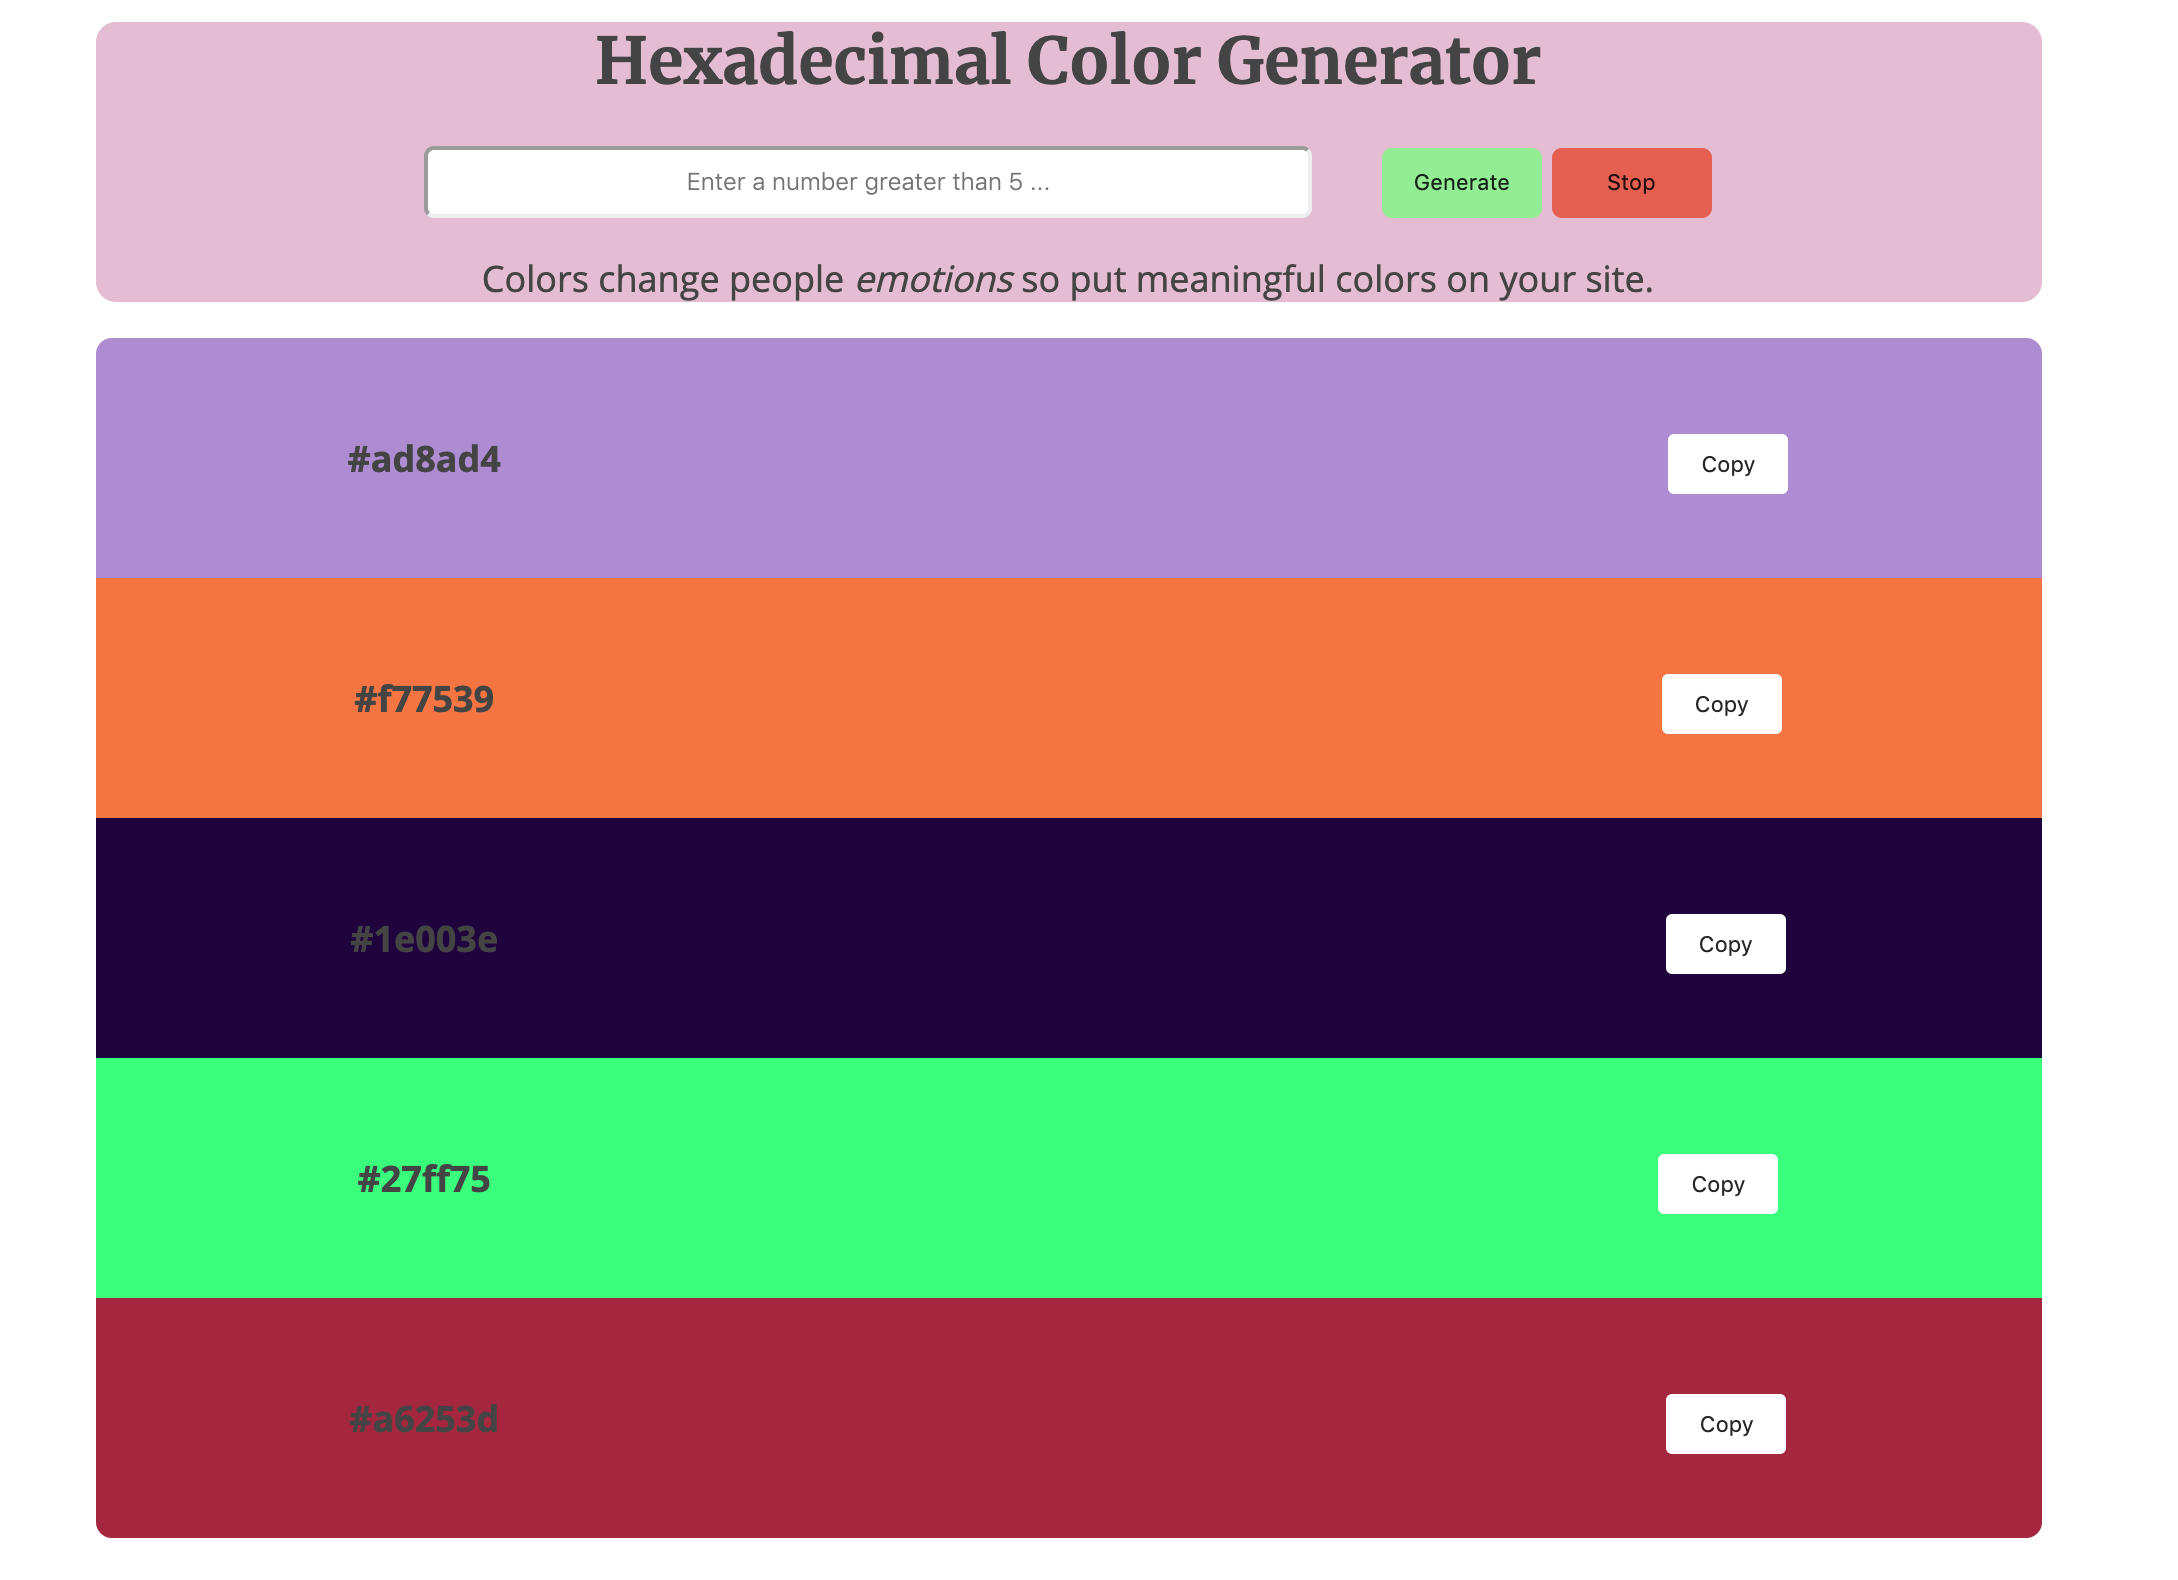 Hexadecimal Color Generator
Enter a number greater than 5 ...
Generate
Stop
Colors change people emotions so put meaningful colors on your site.
#ad8ad4
Copy
#f77539
Copy
#1e003e
Copy
#27ff75
Copy
#a6253d
Copy